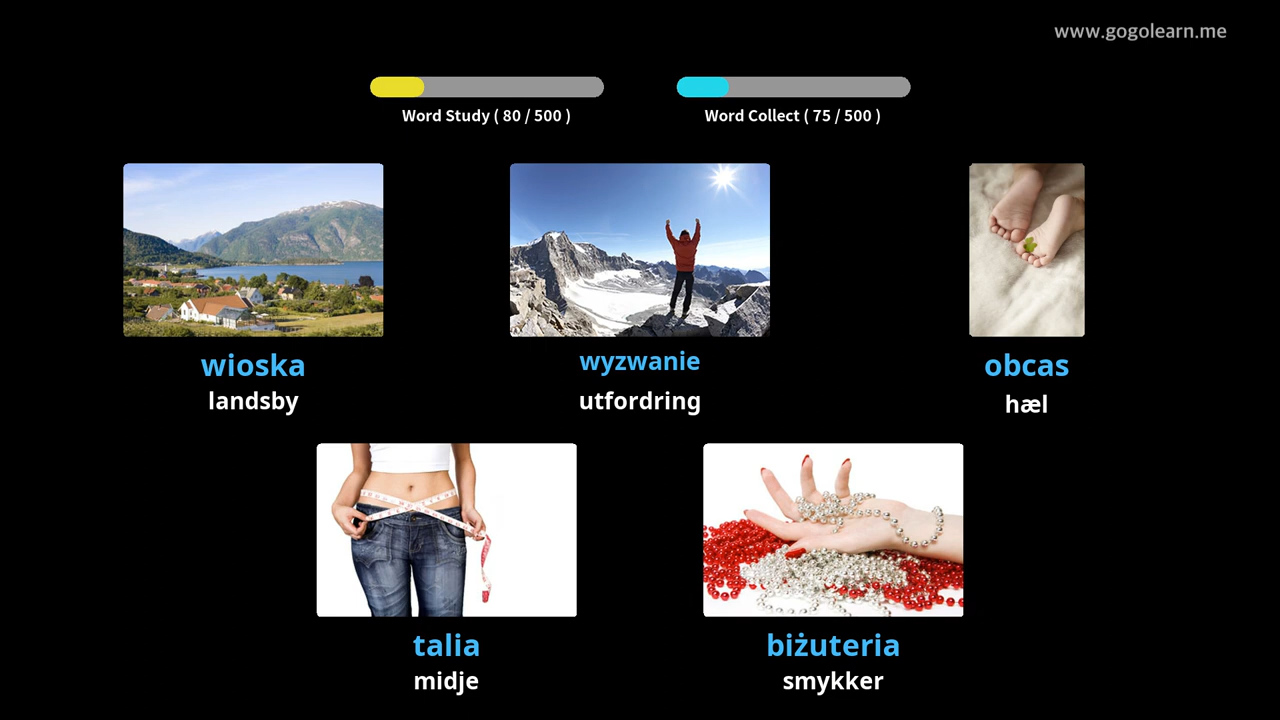 www.gogolearn.me
Word Study ( 80 / 500 )
Word Collect ( 75 / 500 )
wioska
landsby
wyzwanie
utfordring
obcas
hæl
talia
midje
biżuteria
smykker